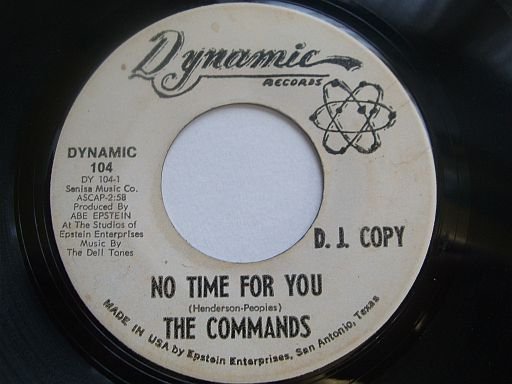 Dynamic
RECORDS
DYNAMIC
104
DY 104-1
Senisa Music Co.
ASCAP-2:58
Produced By
ABE EPSTEIN
At The Studios of
Epstein Enterprises
Music By
The Dell Tones
D. J. COPY
NO TIME FOR YOU
(Henderson-Peoples)
THE COMMANDS
MADE IN USA by Epstein Enterprises, San Antonio, Texas